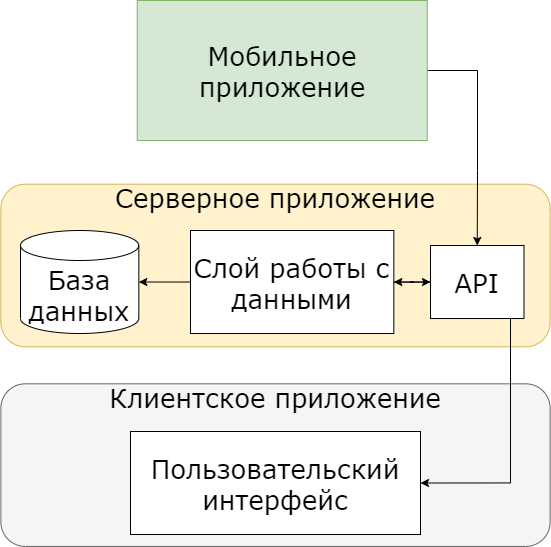 Мобильное
приложение
Серверное приложение
База
данных
Слой работы с
данными
API
Клиентское приложение
Пользовательский
интерфейс